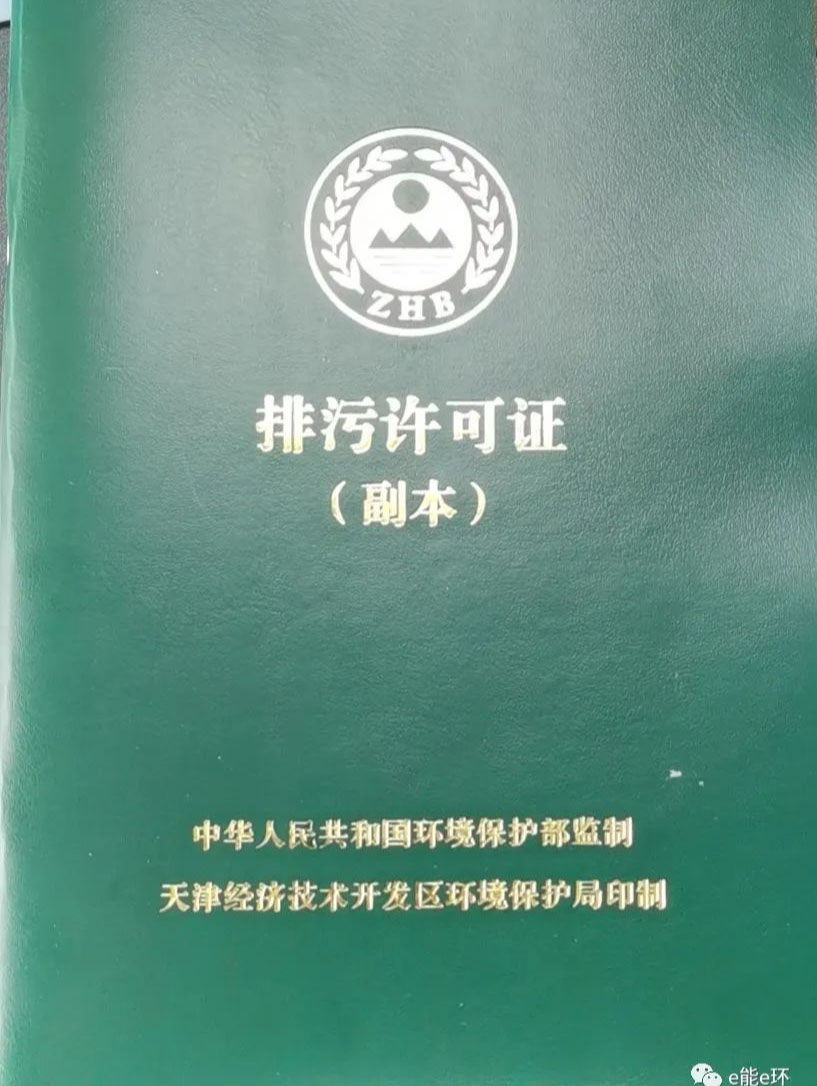 ZHB
排污许可证
（副本）
中华人民共和国环境保护部监制
天津经济技术开发区环境保护局印制
e能e环